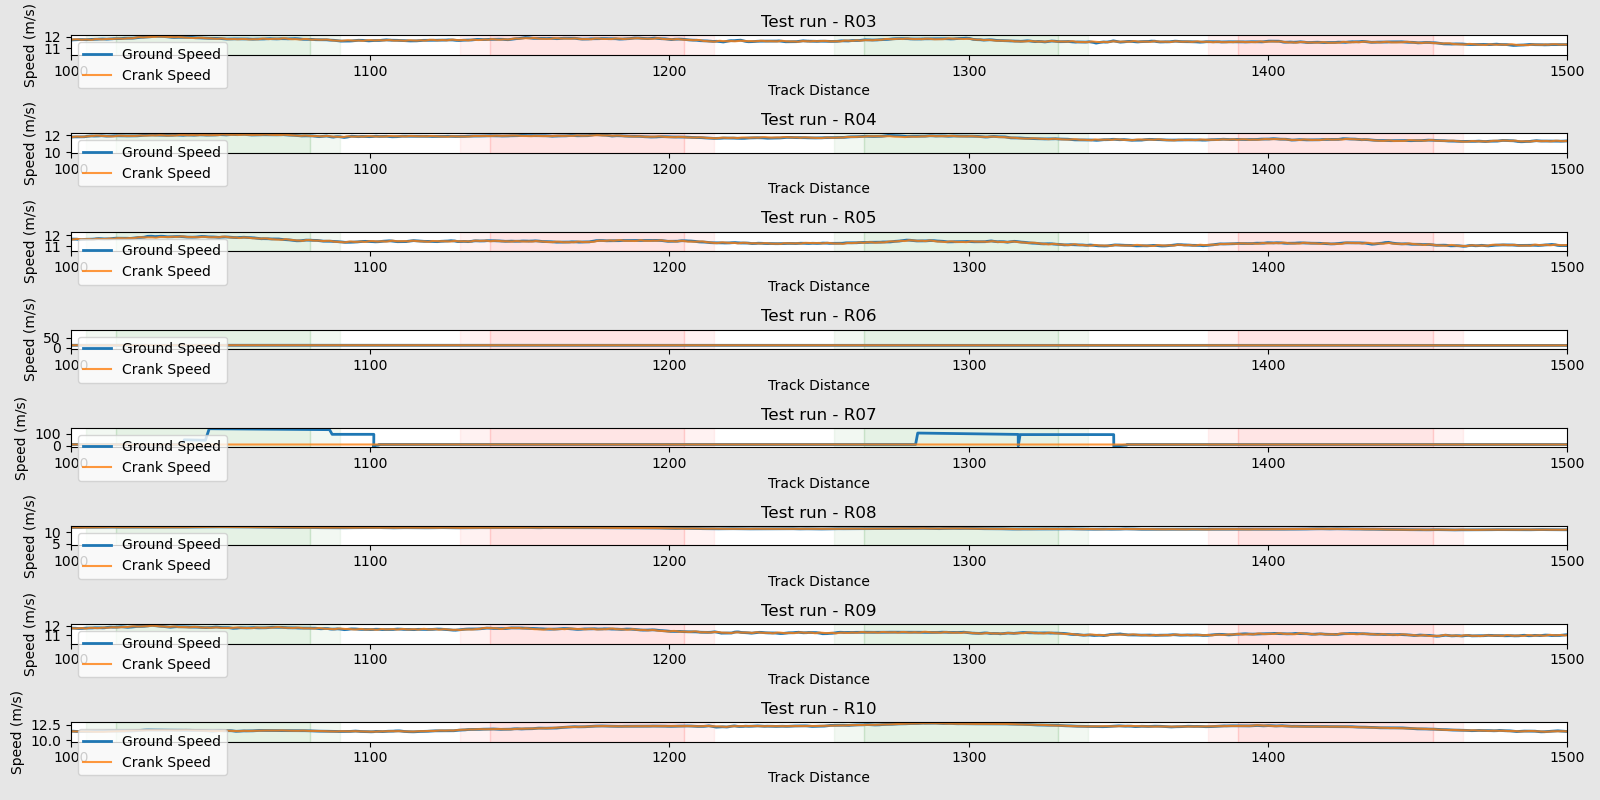 Test run - R03
Speed (m/s)
12
11
Ground Speed
Crank Speed
1000 1100 1200 1300 1400 1500
Track Distance
Test run - R04
Speed (m/s)
12
10
Ground Speed
Crank Speed
1000 1100 1200 1300 1400 1500
Track Distance
Test run - R05
Speed (m/s)
12
11
Ground Speed
Crank Speed
1000 1100 1200 1300 1400 1500
Track Distance
Test run - R06
Speed (m/s)
50
0
Ground Speed
Crank Speed
1000 1100 1200 1300 1400 1500
Track Distance
Test run - R07
Speed (m/s)
100
0
Ground Speed
Crank Speed
1000 1100 1200 1300 1400 1500
Track Distance
Test run - R08
Speed (m/s)
10
5
Ground Speed
Crank Speed
1000 1100 1200 1300 1400 1500
Track Distance
Test run - R09
Speed (m/s)
12
11
Ground Speed
Crank Speed
1000 1100 1200 1300 1400 1500
Track Distance
Test run - R10
Speed (m/s)
12.5
10.0
Ground Speed
Crank Speed
1000 1100 1200 1300 1400 1500
Track Distance